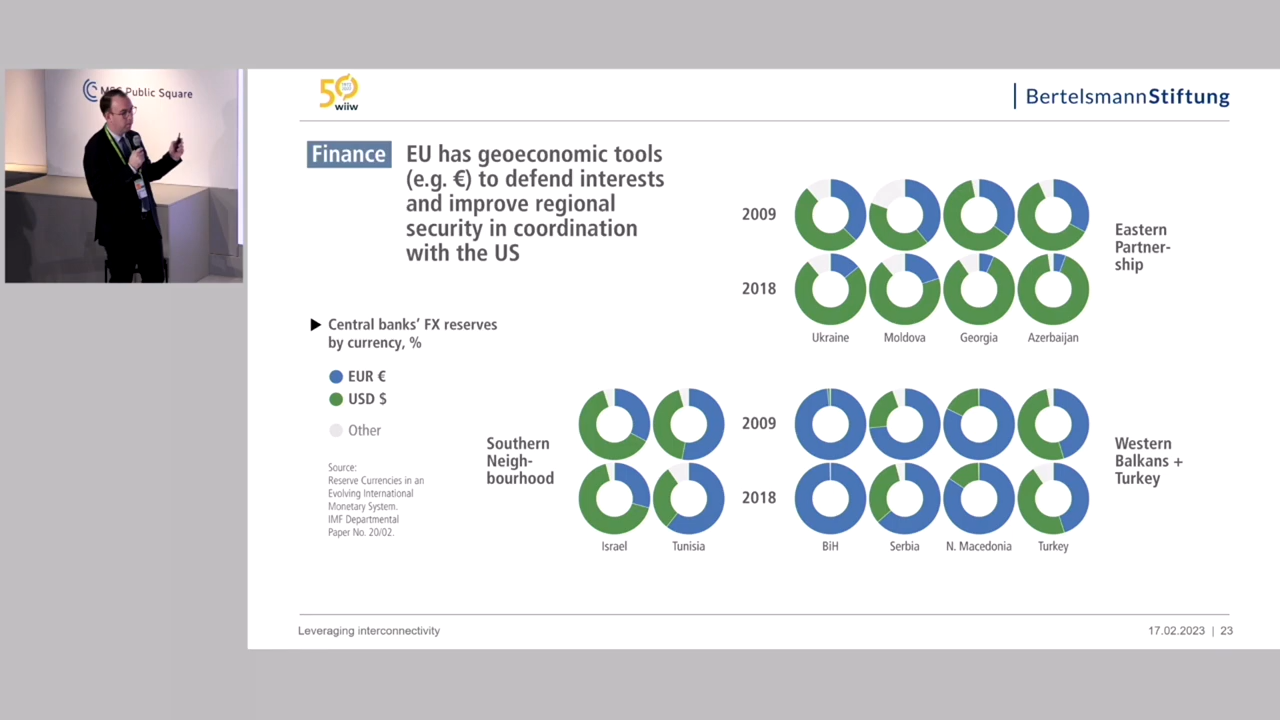 MSC Public Square
50
wiiw
BertelsmannStiftung
Finance
EU has geoeconomic tools
(e.g. €) to defend interests
and improve regional
security in coordination
with the US
▶ Central banks’ FX reserves
by currency, %
EUR €
USD $
Other
Source:
Reserve Currencies in an
Evolving International
Monetary System.
IMF Departmental
Paper No. 20/02.
2009
2018
Ukraine
Moldova
Georgia
Azerbaijan
Eastern
Partner-
ship
Southern
Neigh-
bourhood
Israel
Tunisia
2009
2018
BiH
Serbia
N. Macedonia
Turkey
Western
Balkans +
Turkey
Leveraging interconnectivity
17.02.2023 | 23